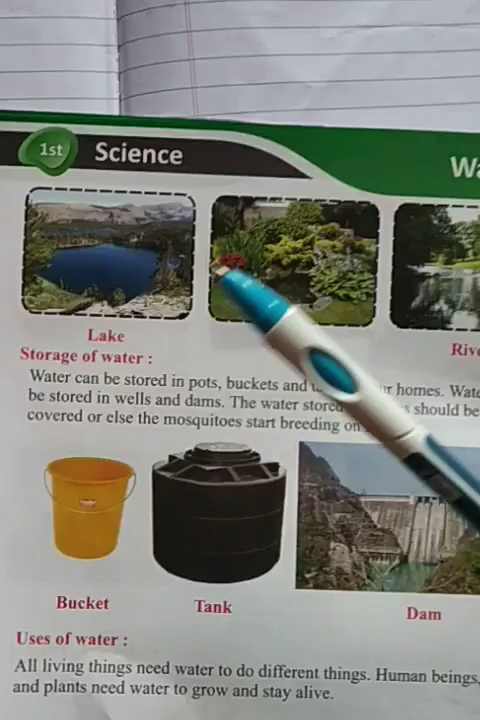 1st Science Wa
Lake
Rive
Storage of water :
Water can be stored in pots, buckets and ur homes. Wate
be stored in wells and dams. The water stored s should be
covered or else the mosquitoes start breeding on
Bucket
Tank
Dam
Uses of water :
All living things need water to do different things. Human beings,
and plants need water to grow and stay alive.